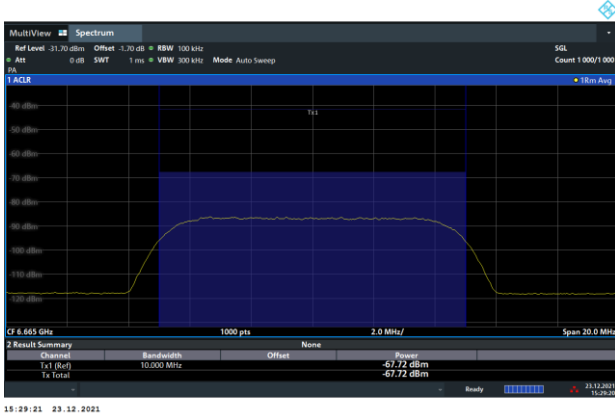 MultiView Spectrum
Ref Level -31.70 dBm Offset -1.70 dB RBW 100 kHz SGL
Att 0 dB SWT 1 ms VBW 300 kHz Mode Auto Sweep Count 1 000/1 000
PA
1 ACLR 1Rm Avg
Tx1
-40 dBm
-50 dBm
-60 dBm
-70 dBm
-80 dBm
-90 dBm
-100 dBm
-110 dBm
-120 dBm
CF 6.665 GHz 1000 pts 2.0 MHz/ Span 20.0 MHz
2 Result Summary None
Channel Bandwidth Offset Power
Tx1 (Ref) 10.000 MHz -67.72 dBm
Tx Total -67.72 dBm
Ready 23.12.2021
15:29:20
15:29:21 23.12.2021